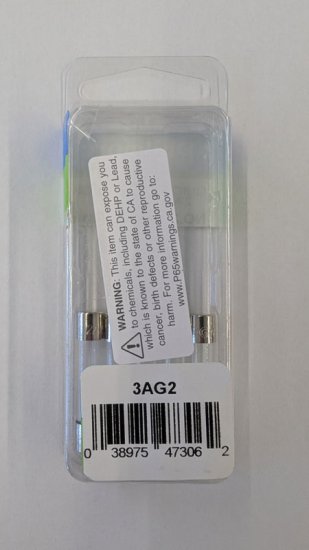 WARNING: This item can expose you
to chemicals, including DEHP or Lead,
which is known to the state of CA to cause
cancer, birth defects or other reproductive
harm. For more information go to:
www.P65warnings.ca.gov
3AG2
0 38975 47306 2